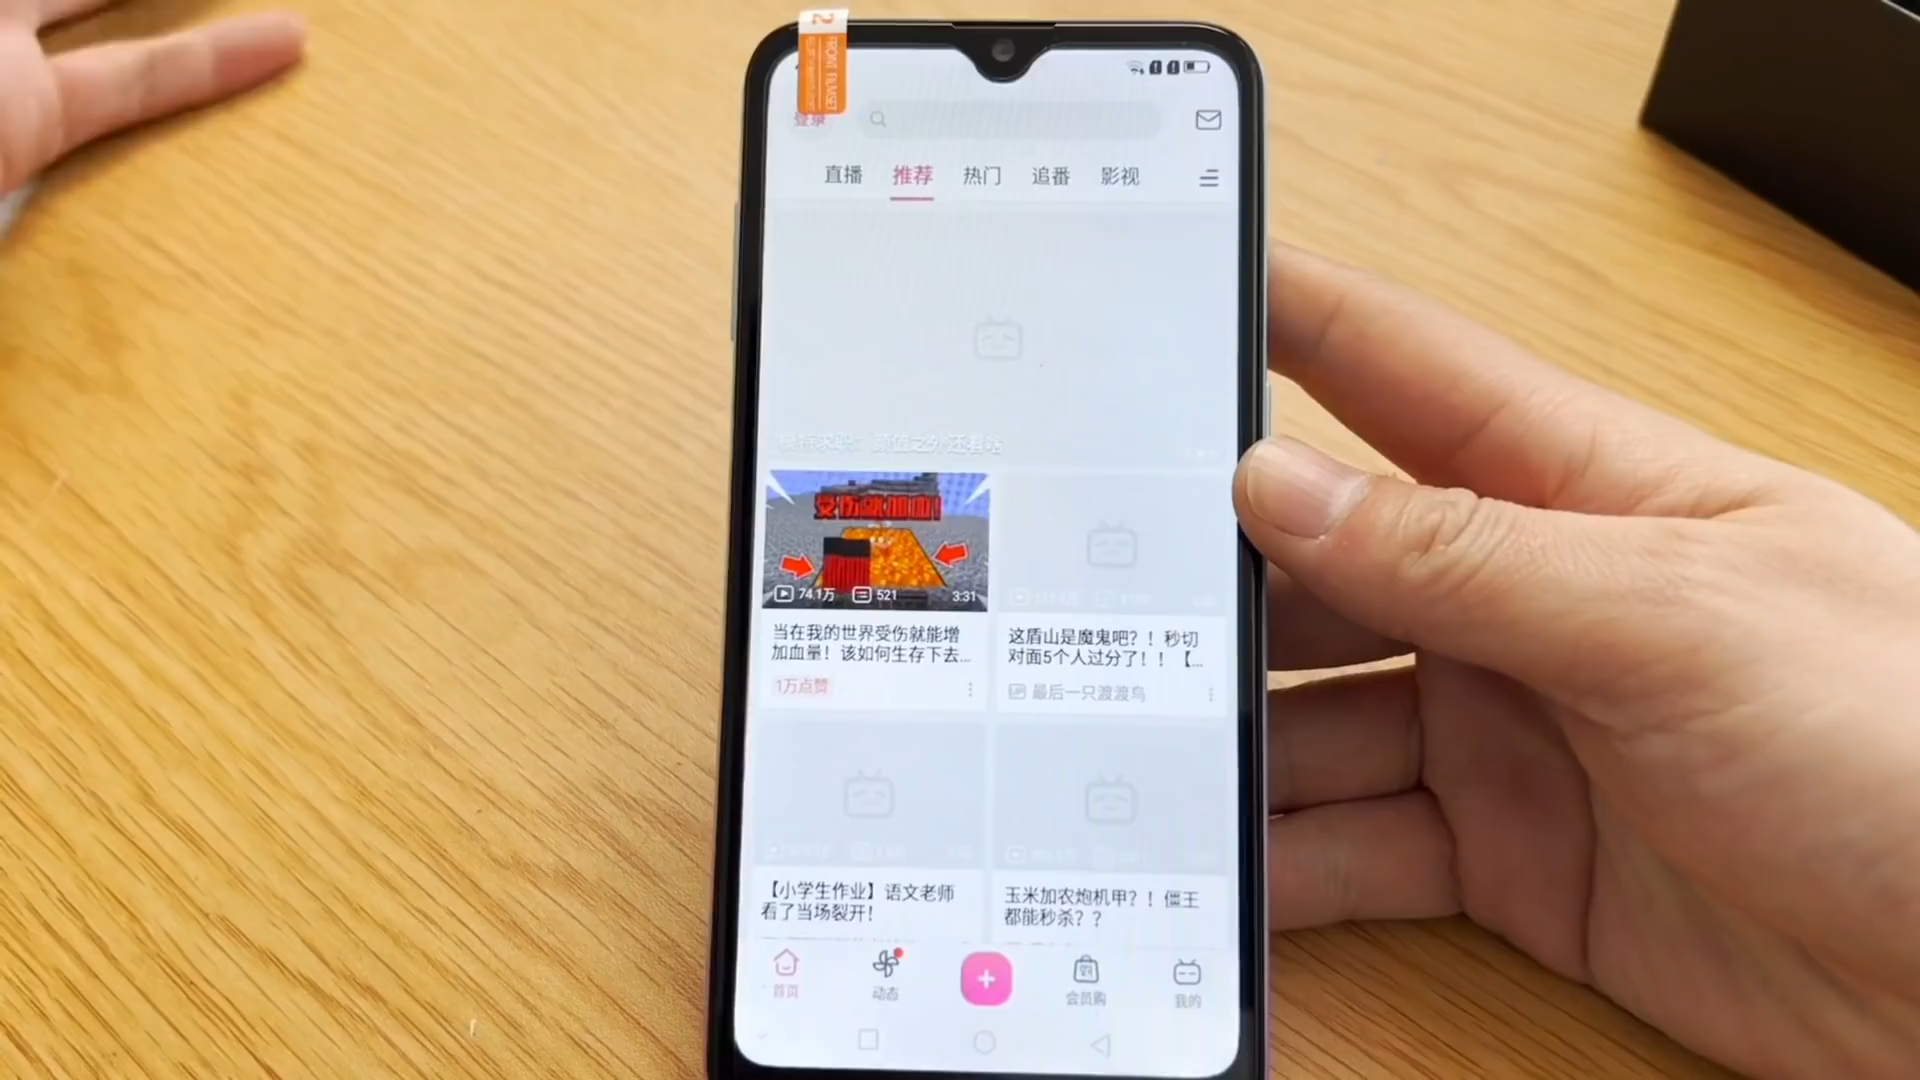 2
FRONT FILMSET
登录
直播 推荐 热门 追番 影视
受伤就加血!
74.1万 521 3:31
当在我的世界受伤就能增
加血量！该如何生存下去...
1万点赞
这盾山是魔鬼吧？！秒切
对面5个人过分了！！【...
UP 最后一只渡渡鸟
【小学生作业】语文老师
看了当场裂开！
玉米加农炮机甲？！僵王
都能秒杀？？
首页 动态 会员购 我的